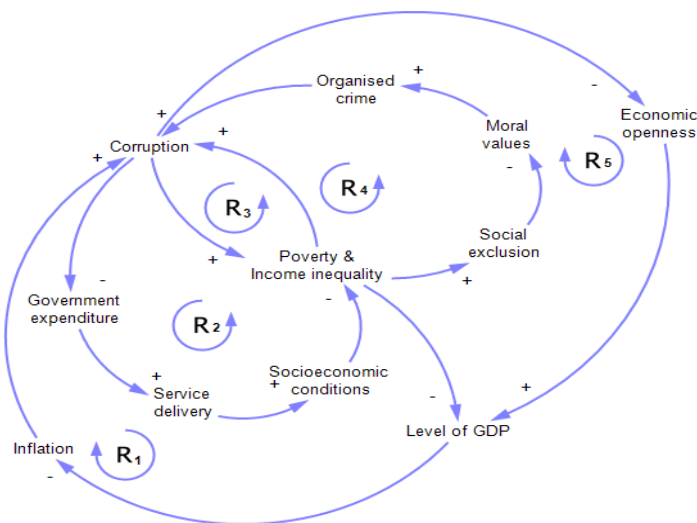 Organised
crime
+
-
Economic
openness
+
+
Moral
values
Corruption
+
R5
-
R3
R4
Social
exclusion
+
Poverty &
Income inequality
+
-
-
Government
expenditure
R2
+
Service
delivery
+
Socioeconomic
conditions
-
+
Level of GDP
Inflation
-
R1